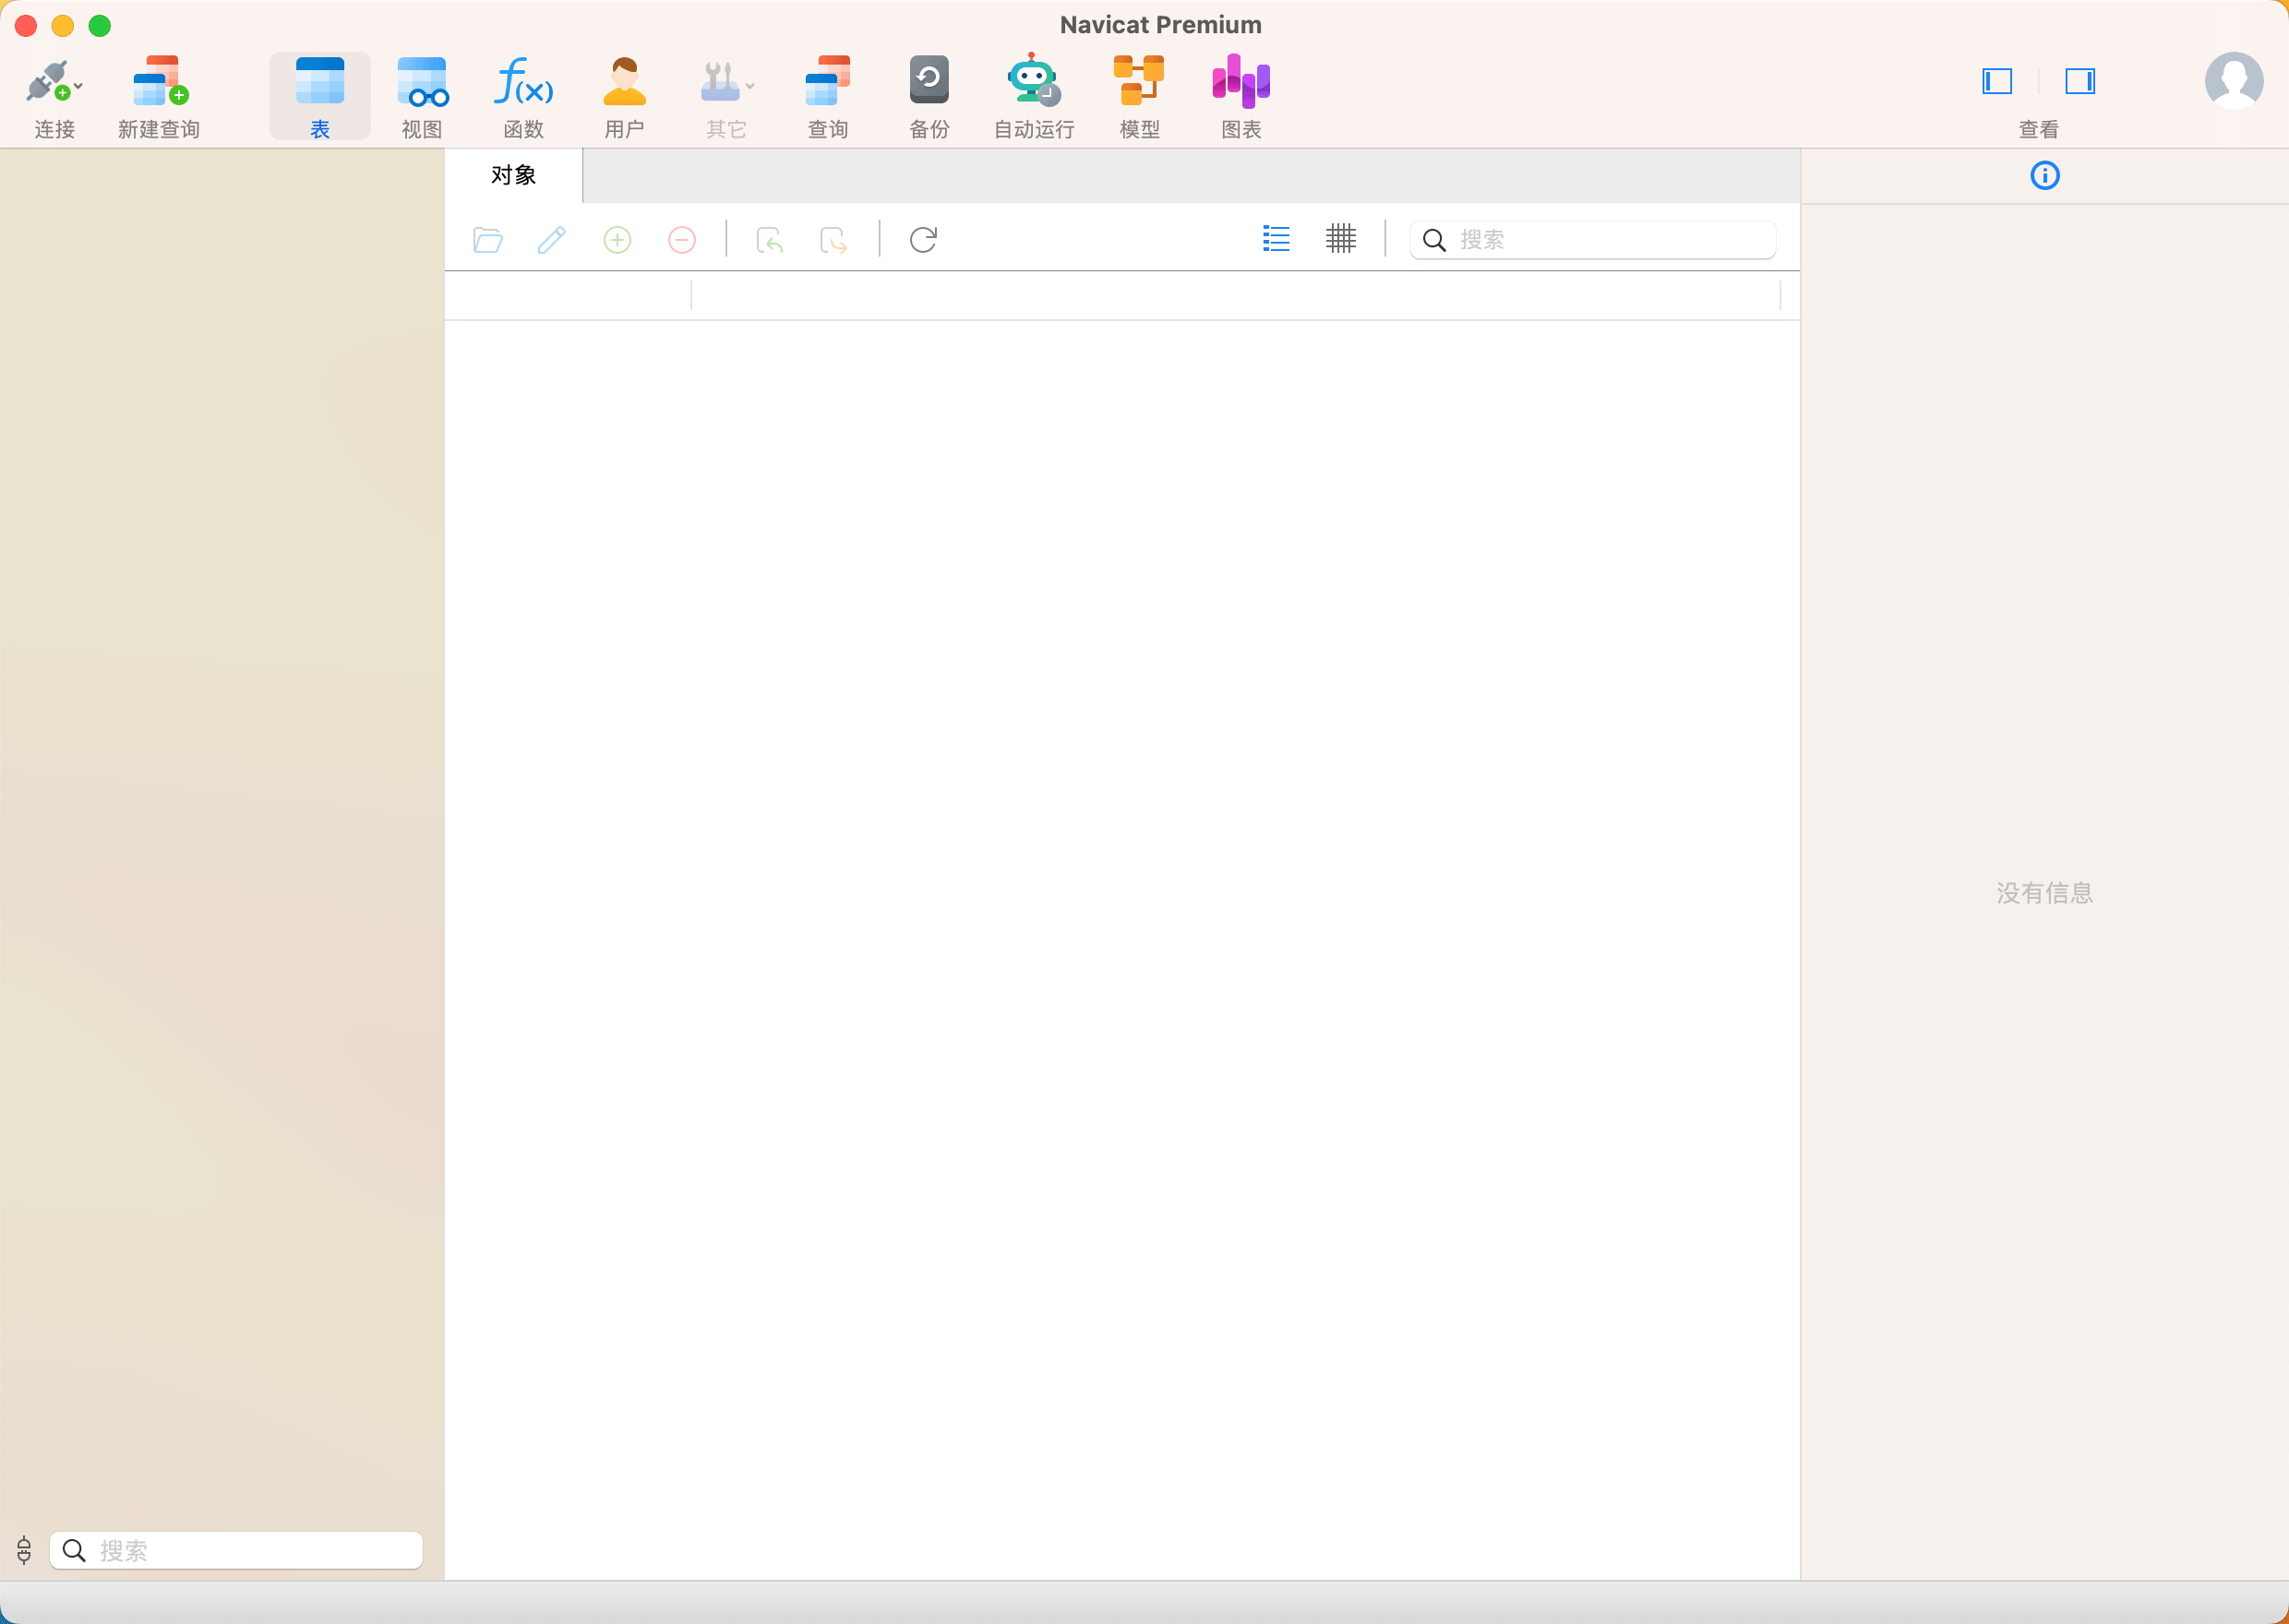 Navicat Premium
连接 新建查询 表 视图 函数 用户 其它 查询 备份 自动运行 模型 图表 查看
对象
搜索
没有信息
搜索